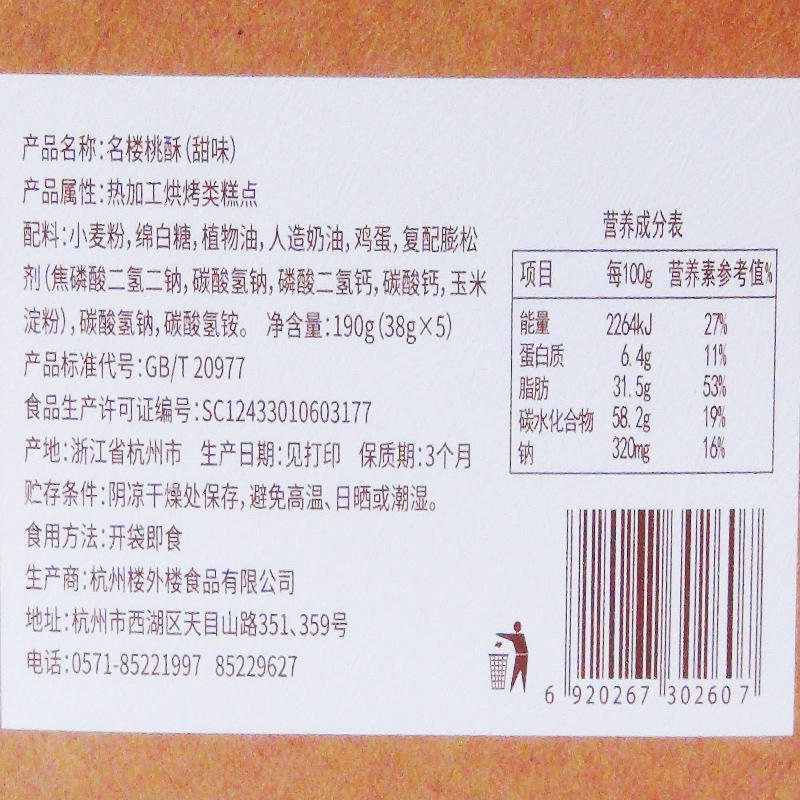 产品名称:名楼桃酥(甜味)
产品属性:热加工烘烤类糕点
配料:小麦粉,绵白糖,植物油,人造奶油,鸡蛋,复配膨松
剂(焦磷酸二氢二钠,碳酸氢钠,磷酸二氢钙,碳酸钙,玉米
淀粉),碳酸氢钠,碳酸氢铵。 净含量:190g(38g×5)
产品标准代号:GB/T 20977
食品生产许可证编号:SC12433010603177
产地:浙江省杭州市 生产日期:见打印 保质期:3个月
贮存条件:阴凉干燥处保存,避免高温、日晒或潮湿。
食用方法:开袋即食
生产商:杭州楼外楼食品有限公司
地址:杭州市西湖区天目山路351、359号
电话:0571-85221997 85229627
营养成分表
项目 每100g 营养素参考值%
能量 2264kJ 27%
蛋白质 6.4g 11%
脂肪 31.5g 53%
碳水化合物 58.2g 19%
钠 320mg 16%
6 920267 302607